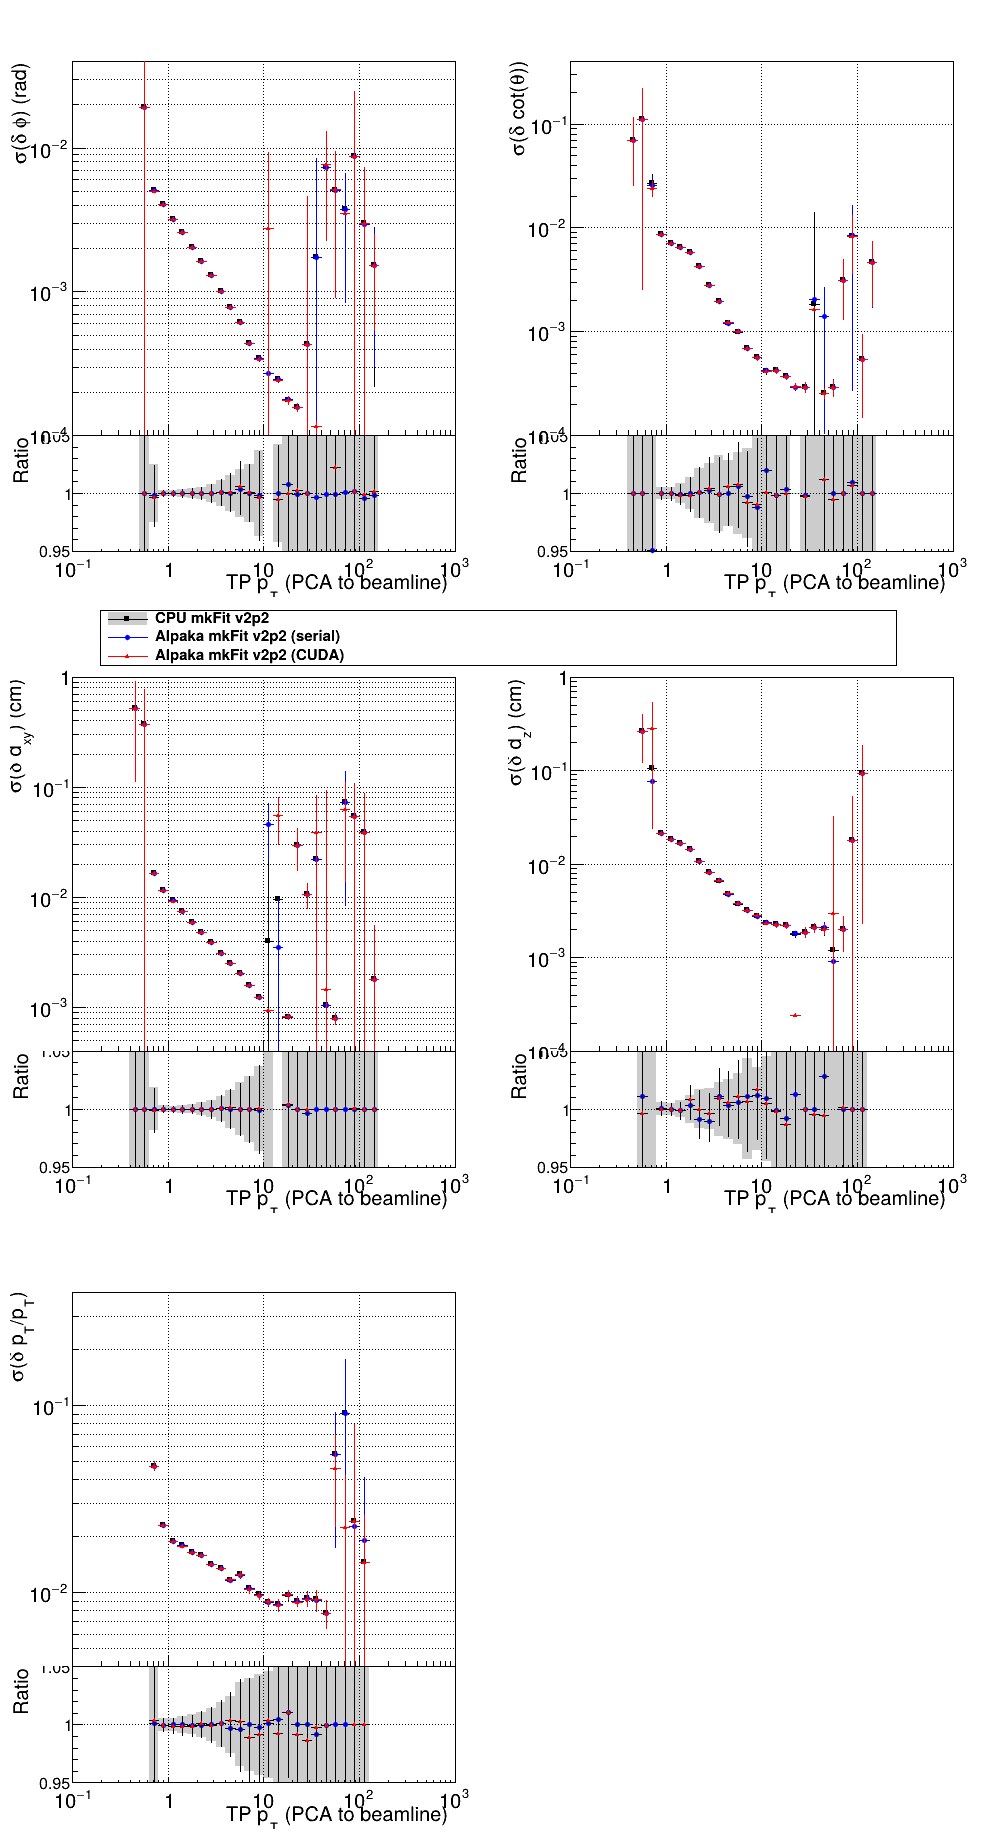 σ(δ φ) (rad)
10⁻²
10⁻³
10⁻⁴
Ratio
1
0.95
10⁻¹ 1 10 10² 10³
TP p_T (PCA to beamline)
σ(δ cot(θ))
10⁻¹
10⁻²
10⁻³
10⁻⁴
0.05
Ratio
1
0.95
10⁻¹ 1 10 10² 10³
TP p_T (PCA to beamline)
CPU mkFit v2p2
Alpaka mkFit v2p2 (serial)
Alpaka mkFit v2p2 (CUDA)
σ(δ d_xy) (cm)
1
10⁻¹
10⁻²
10⁻³
1.05
Ratio
1
0.95
10⁻¹ 1 10 10² 10³
TP p_T (PCA to beamline)
σ(δ d_z) (cm)
1
10⁻¹
10⁻²
10⁻³
10⁻⁴
Ratio
1
0.95
10⁻¹ 1 10 10² 10³
TP p_T (PCA to beamline)
σ(δ p_T/p_T)
10⁻¹
10⁻²
1.05
Ratio
1
0.95
10⁻¹ 1 10 10² 10³
TP p_T (PCA to beamline)